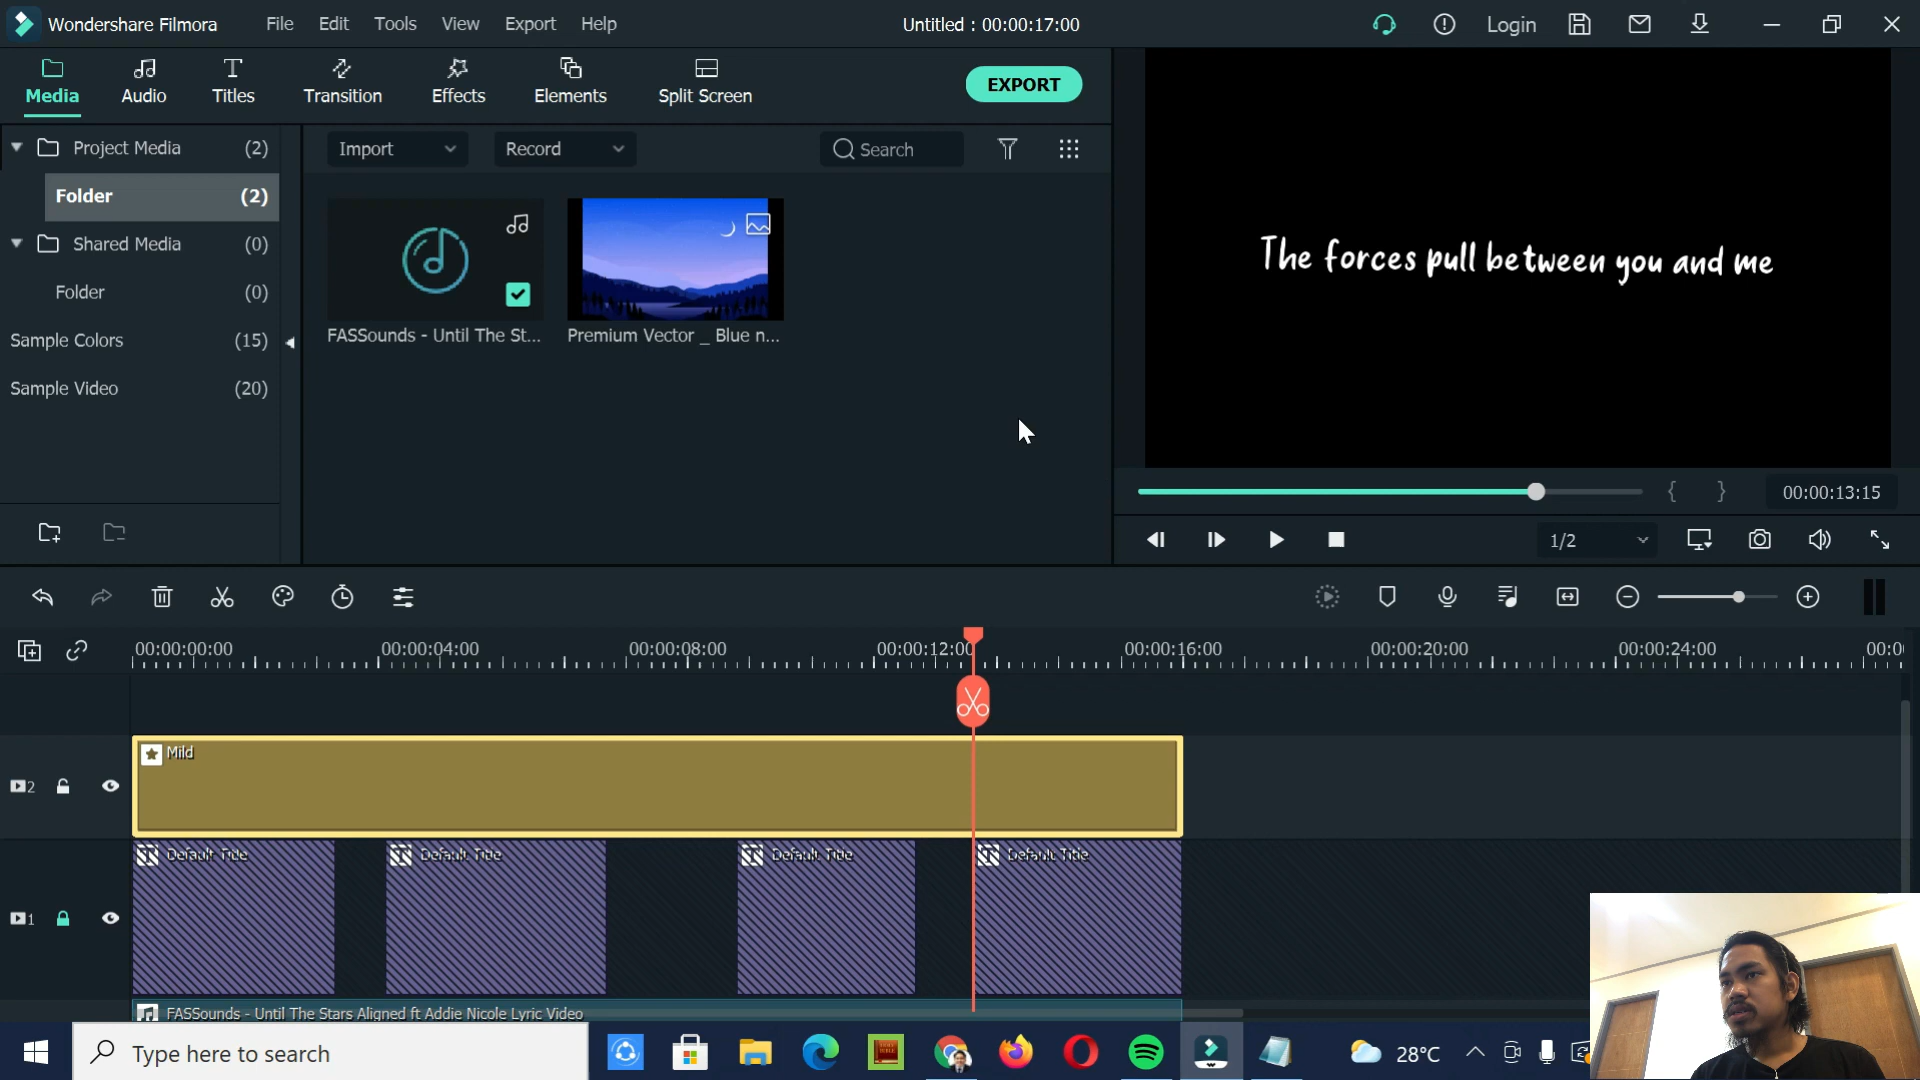 Wondershare Filmora File Edit Tools View Export Help Untitled : 00:00:17:00 Login
Media Audio Titles Transition Effects Elements Split Screen EXPORT
Project Media (2)
Folder (2)
Shared Media (0)
Folder (0)
Sample Colors (15)
Sample Video (20)
Import Record Search
FASSounds - Until The St... Premium Vector _ Blue n...
The forces pull between you and me
00:00:13:15
1/2
00:00:00:00 00:00:04:00 00:00:08:00 00:00:12:00 00:00:16:00 00:00:20:00 00:00:24:00 00:0
Mild
2
Default Title Default Title Default Title Default Title
1
FASSounds - Until The Stars Aligned ft Addie Nicole Lyric Video
Type here to search 28°C